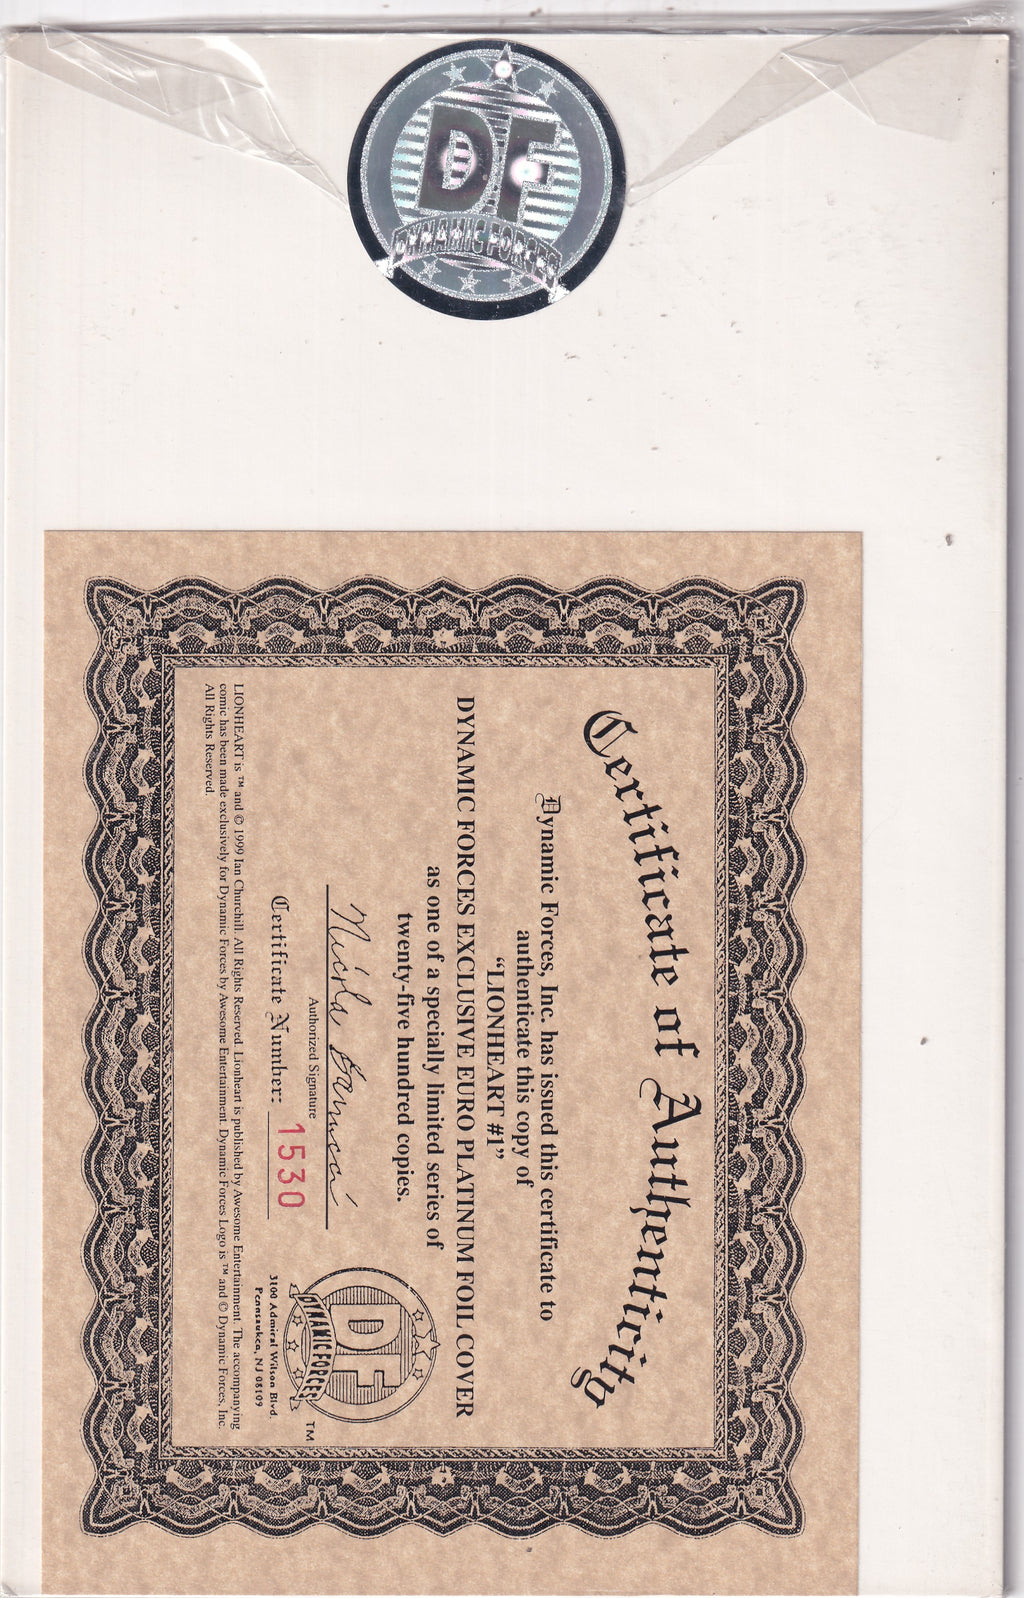 DF
DYNAMIC FORCES
Certificate of Authenticity
Dynamic Forces, Inc. has issued this certificate to
authenticate this copy of
“LIONHEART #1”
DYNAMIC FORCES EXCLUSIVE EURO PLATINUM FOIL COVER
as one of a specially limited series of
twenty-five hundred copies.
Authorized Signature
Certificate Number: 1530
DF
DYNAMIC FORCES
TM
3100 Admiral Wilson Blvd.
Pennsauken, NJ 08109
LIONHEART is ™ and © 1999 Ian Churchill. All Rights Reserved. Lionheart is published by Awesome Entertainment. The accompanying
comic has been made exclusively for Dynamic Forces by Awesome Entertainment. Dynamic Forces Logo is ™ and © Dynamic Forces, Inc.
All Rights Reserved.